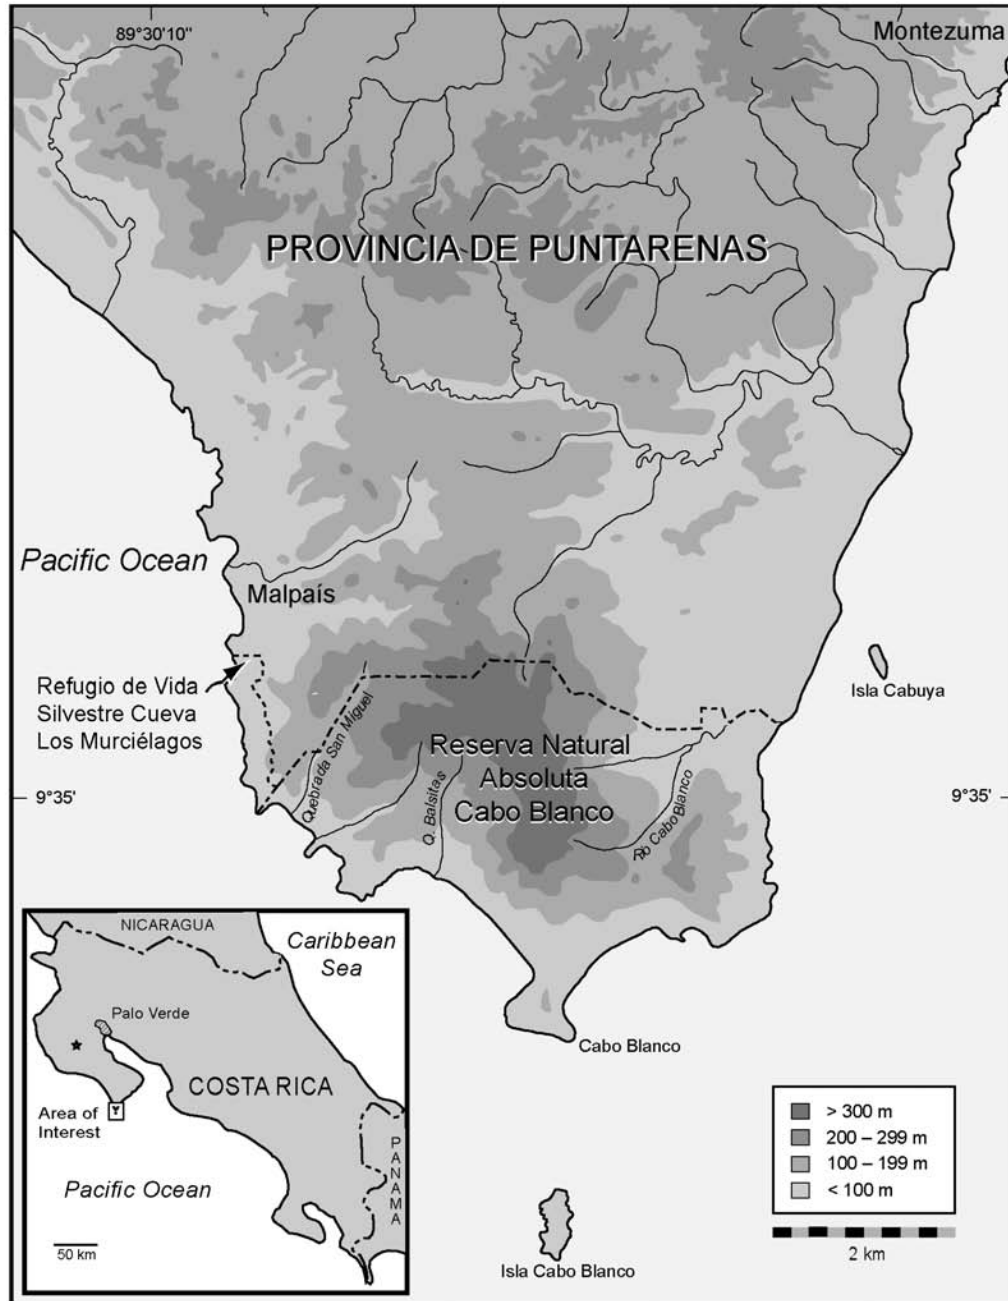 89°30'10"
Montezuma
PROVINCIA DE PUNTARENAS
Pacific Ocean
Malpaís
Refugio de Vida
Silvestre Cueva
Los Murciélagos
Isla Cabuya
Quebrada San Miguel
Reserva Natural
Absoluta
Cabo Blanco
Q. Balsitas
Río Cabo Blanco
9°35'
9°35'
Cabo Blanco
Isla Cabo Blanco
NICARAGUA
Caribbean
Sea
Palo Verde
COSTA RICA
Area of
Interest
Pacific Ocean
PANAMA
50 km
> 300 m
200 – 299 m
100 – 199 m
< 100 m
2 km